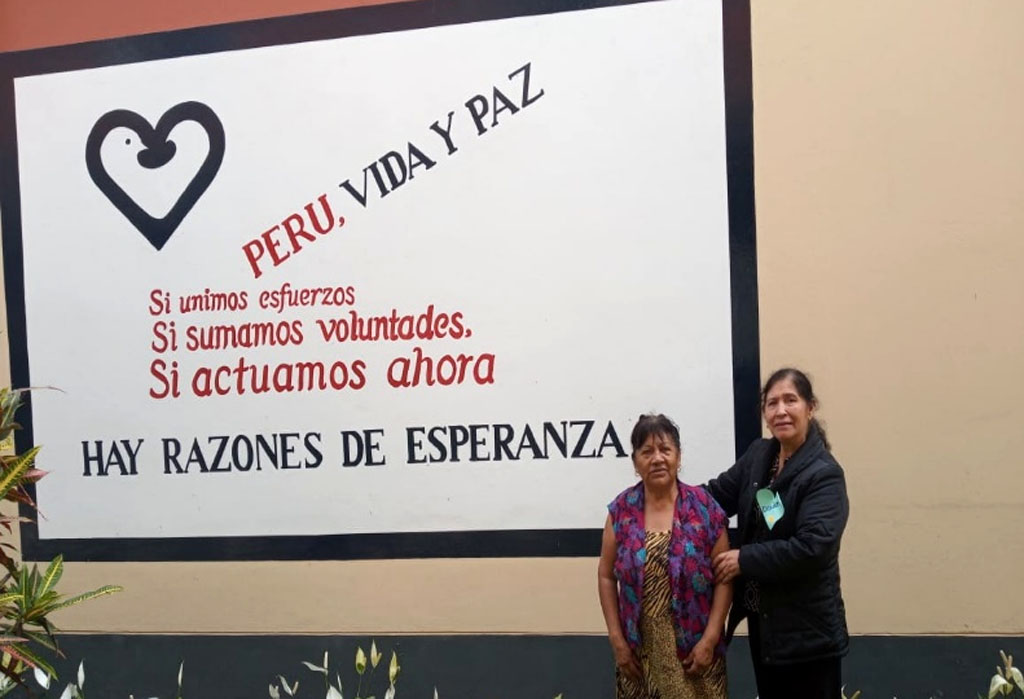 PERU, VIDA Y PAZ
Si unimos esfuerzos
Si sumamos voluntades,
Si actuamos ahora
HAY RAZONES DE ESPERANZA